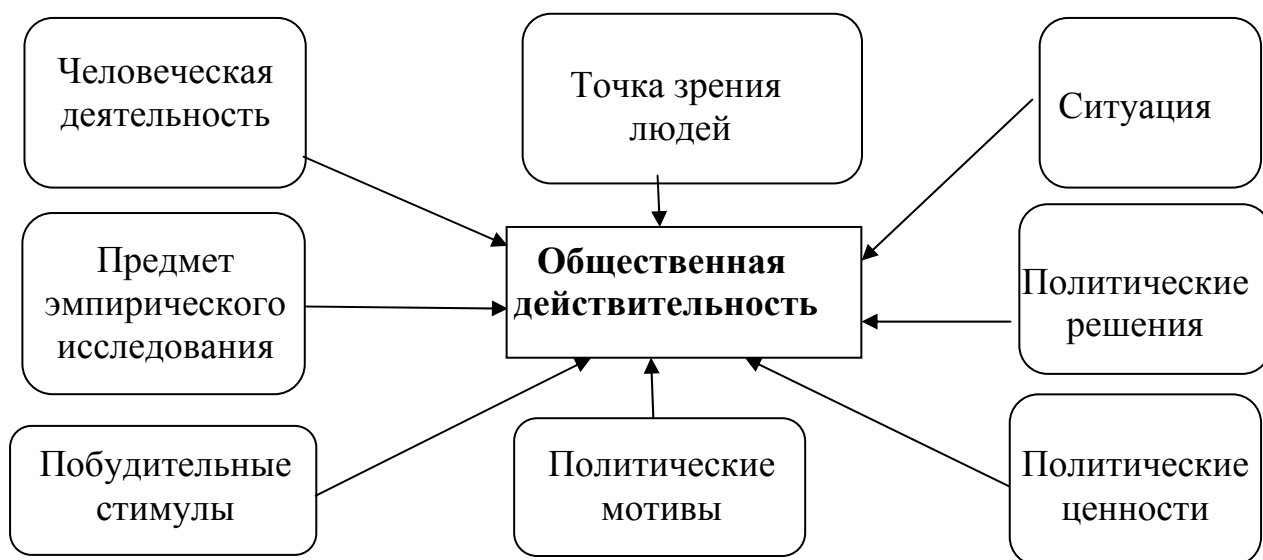 Человеческая
деятельность
Точка зрения
людей
Ситуация
Предмет
эмпирического
исследования
Общественная
действительность
Политические
решения
Побудительные
стимулы
Политические
мотивы
Политические
ценности